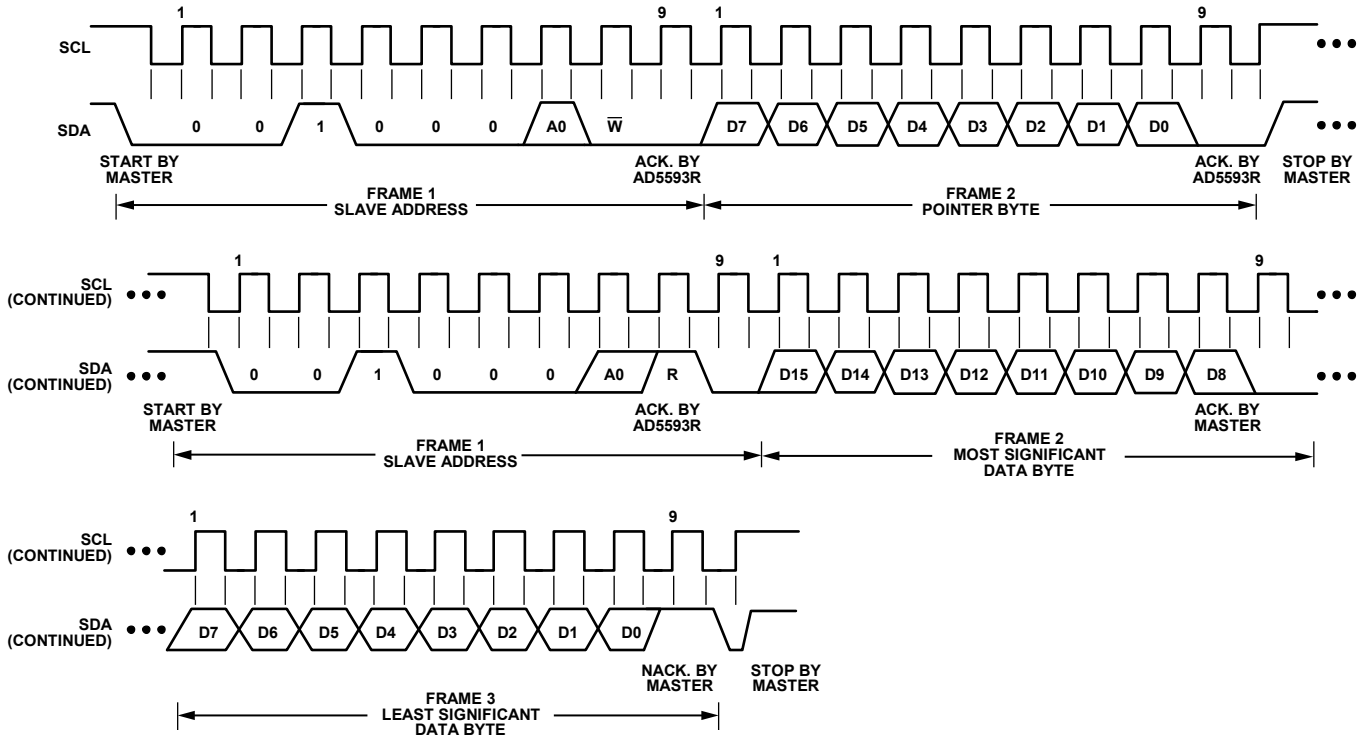 1 9 1 9
SCL
SDA
0 0 1 0 0 0 A0 W̅ D7 D6 D5 D4 D3 D2 D1 D0
START BY
MASTER
ACK. BY
AD5593R
ACK. BY
AD5593R
STOP BY
MASTER
FRAME 1
SLAVE ADDRESS
FRAME 2
POINTER BYTE
1 9 1 9
SCL
(CONTINUED)
SDA
(CONTINUED)
0 0 1 0 0 0 A0 R D15 D14 D13 D12 D11 D10 D9 D8
START BY
MASTER
ACK. BY
AD5593R
ACK. BY
MASTER
FRAME 1
SLAVE ADDRESS
FRAME 2
MOST SIGNIFICANT
DATA BYTE
1 9
SCL
(CONTINUED)
SDA
(CONTINUED)
D7 D6 D5 D4 D3 D2 D1 D0
NACK. BY
MASTER
STOP BY
MASTER
FRAME 3
LEAST SIGNIFICANT
DATA BYTE